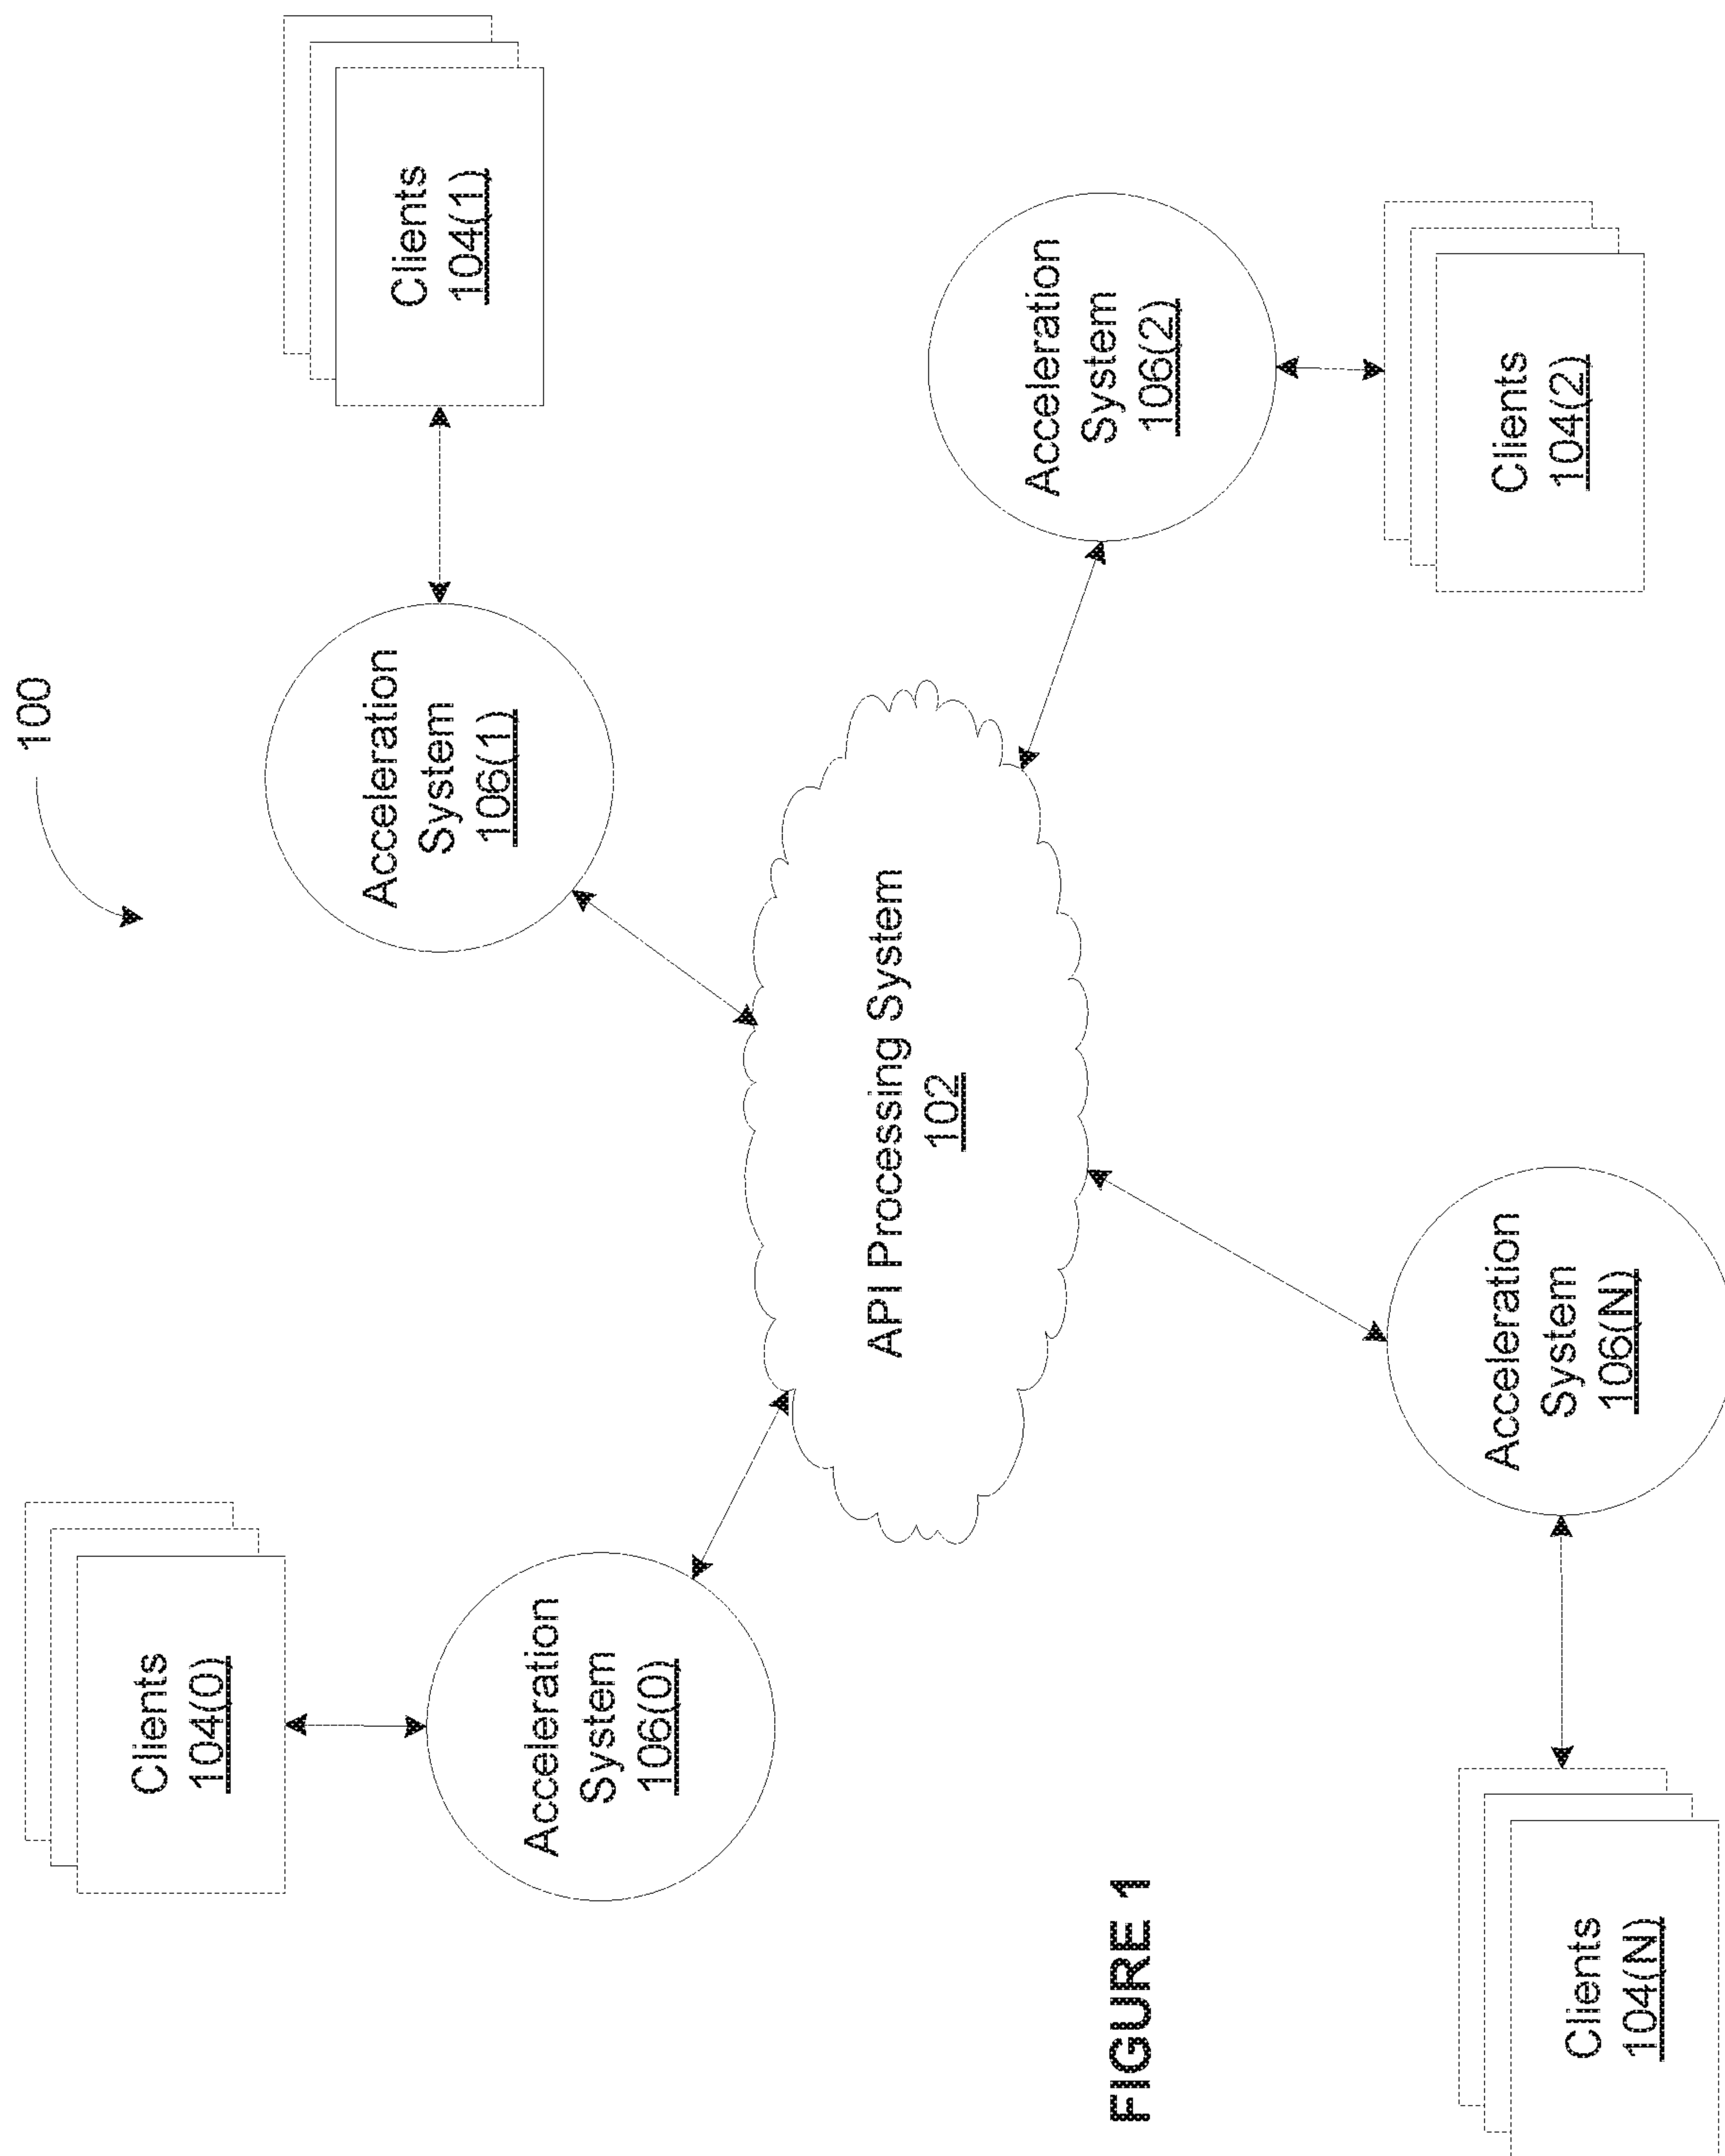 100
Clients
104(0)
Acceleration
System
106(0)
Acceleration
System
106(1)
Clients
104(1)
API Processing System
102
Acceleration
System
106(2)
Clients
104(2)
Acceleration
System
106(N)
Clients
104(N)
FIGURE 1